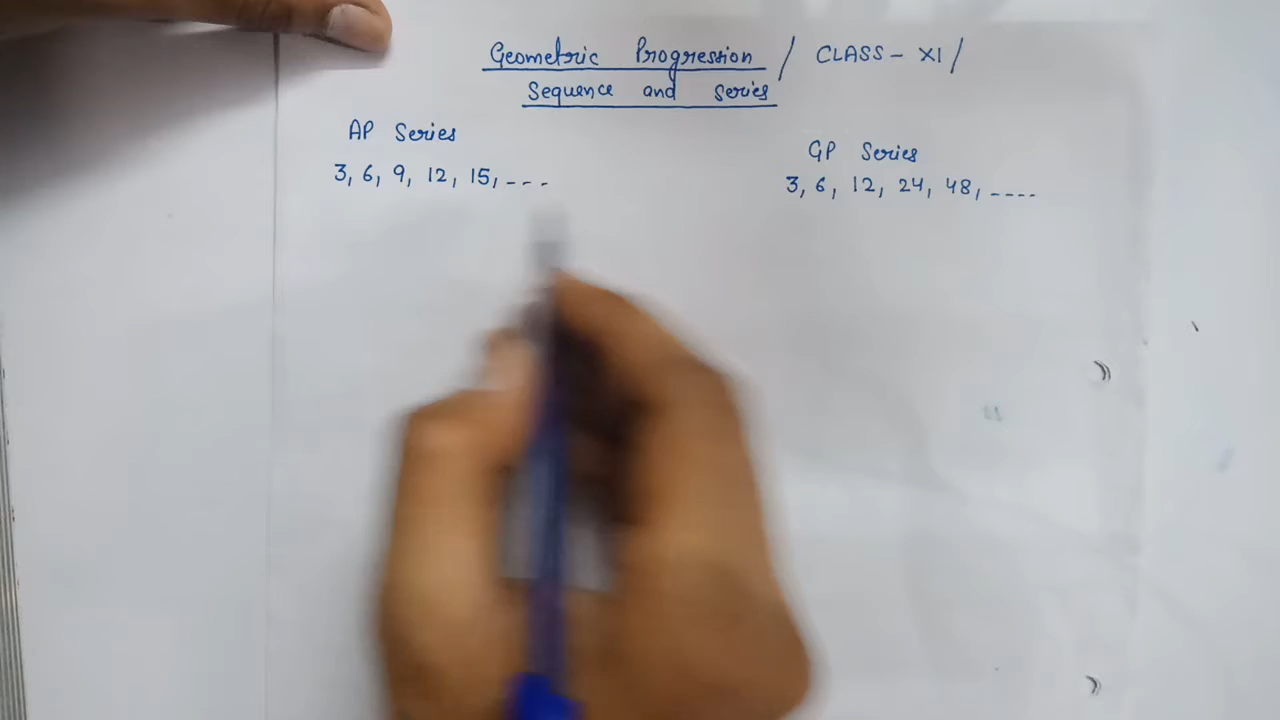 Geometric Progression / CLASS - XI /
Sequence and Series
AP Series
3, 6, 9, 12, 15, ---
GP Series
3, 6, 12, 24, 48, ----